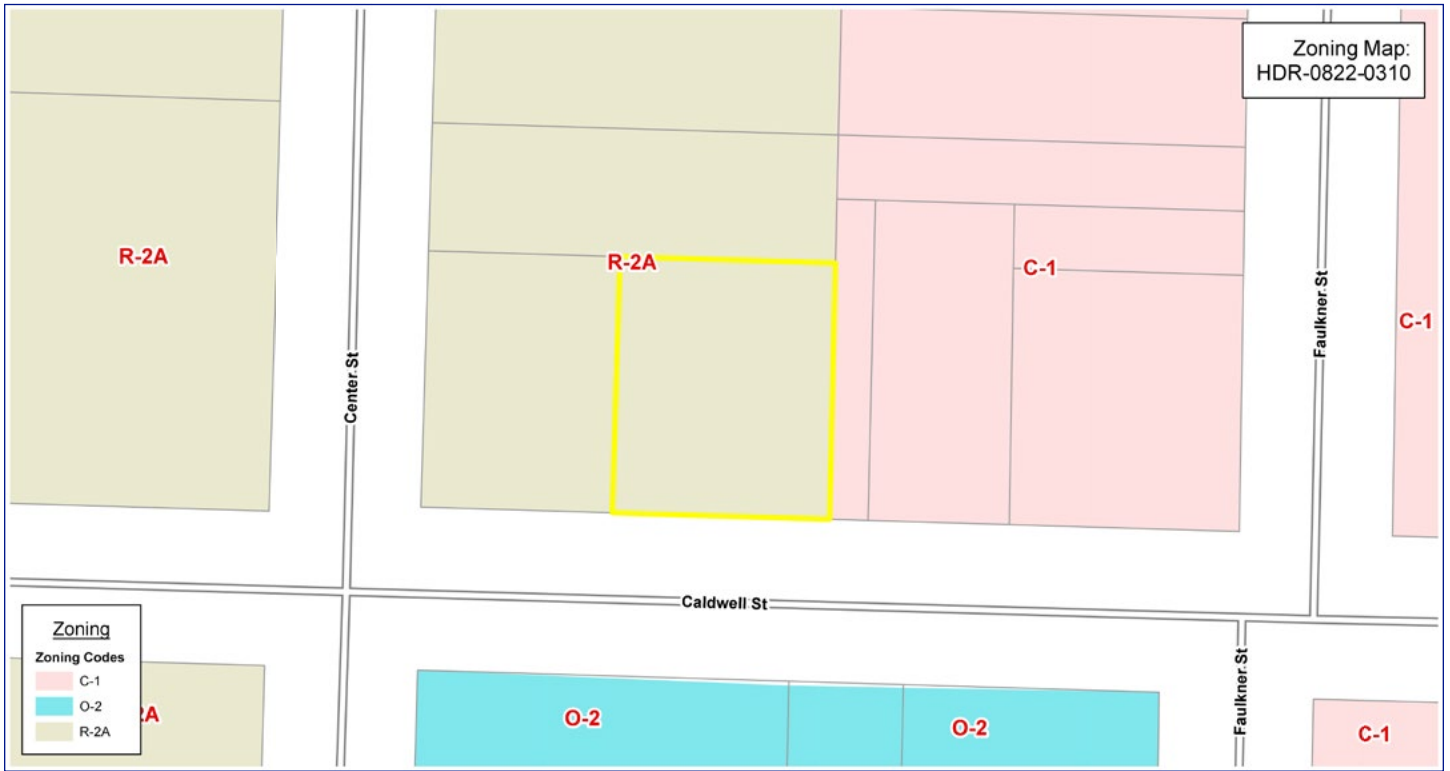 Zoning Map:
HDR-0822-0310
R-2A
R-2A
C-1
C-1
Center St
Faulkner St
Caldwell St
Zoning
Zoning Codes
C-1
O-2
R-2A
2A
O-2
O-2
Faulkner St
C-1